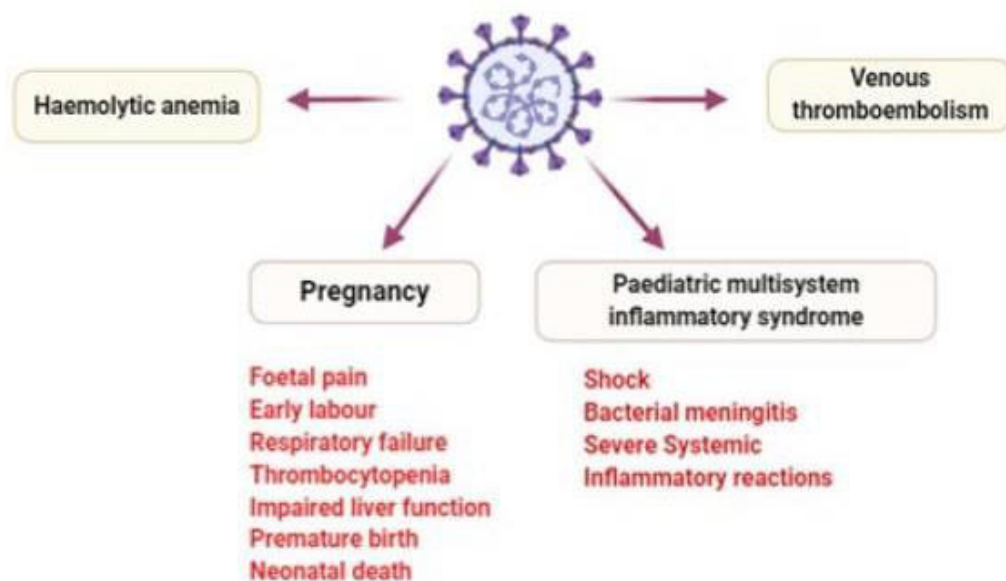 Haemolytic anemia
Venous
thromboembolism
Pregnancy
Foetal pain
Early labour
Respiratory failure
Thrombocytopenia
Impaired liver function
Premature birth
Neonatal death
Paediatric multisystem
inflammatory syndrome
Shock
Bacterial meningitis
Severe Systemic
Inflammatory reactions